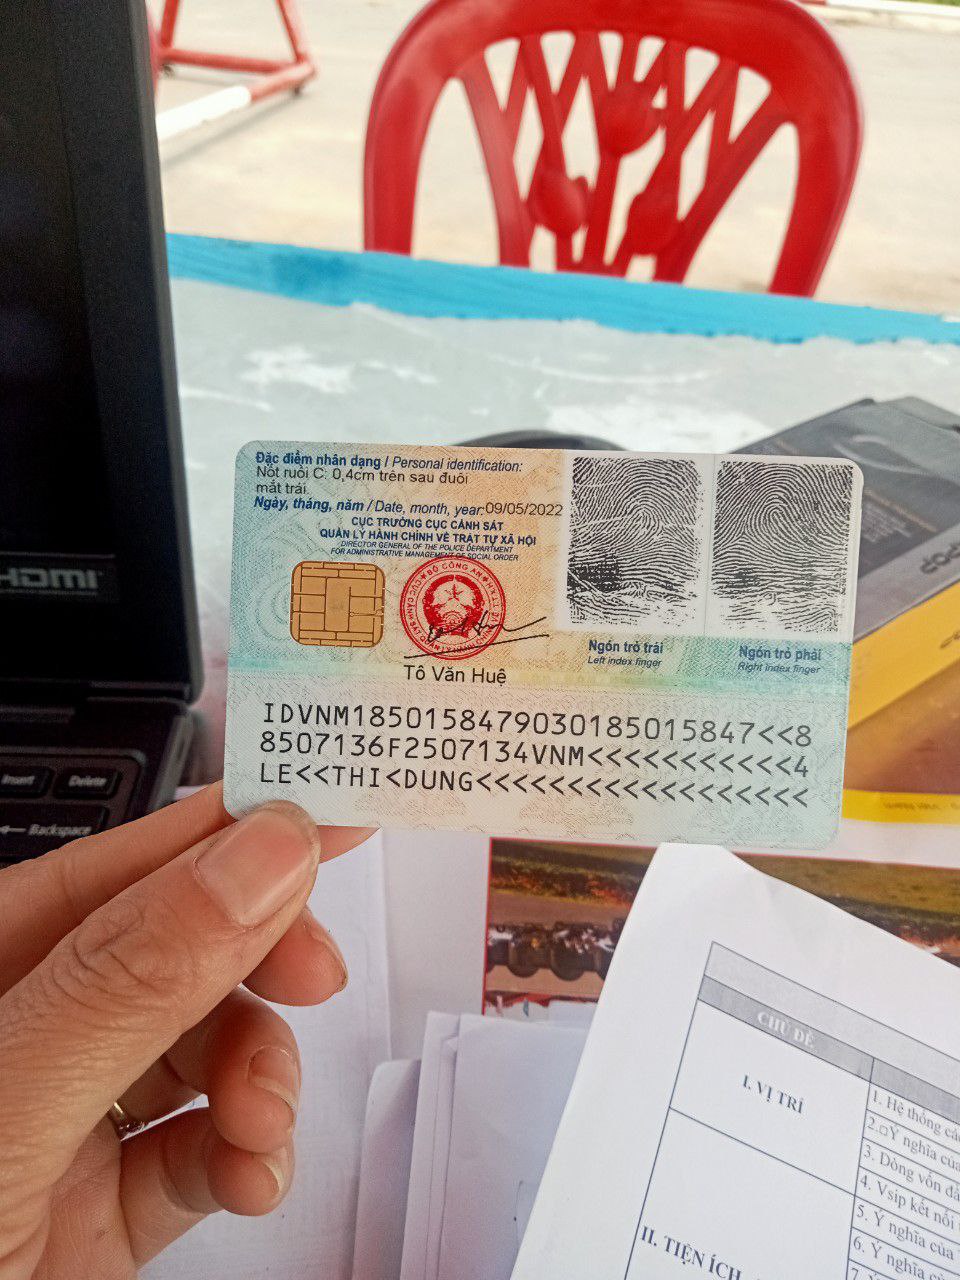 Đặc điểm nhân dạng / Personal identification:
Nốt ruồi C: 0,4cm trên sau đuôi
mắt trái
Ngày, tháng, năm / Date, month, year: 09/05/2022
CỤC TRƯỞNG CỤC CẢNH SÁT
QUẢN LÝ HÀNH CHÍNH VỀ TRẬT TỰ XÃ HỘI
DIRECTOR GENERAL OF THE POLICE DEPARTMENT
FOR ADMINISTRATIVE MANAGEMENT OF SOCIAL ORDER
BỘ CÔNG AN
Tô Văn Huệ
Ngón trỏ trái
Left index finger
Ngón trỏ phải
Right index finger
IDVNM1850158479030185015847<<8
8507136F2507134VNM<<<<<<<<<<<4
LE<<THI<DUNG<<<<<<<<<<<<<<<<<<
HDMI
Insert
Delete
Backspace
CHỦ ĐỀ
I. VỊ TRÍ
1. Hệ thống
2.□Ý nghĩa của
3. Dòng vốn
4. Vsip kết nối
5. Ý nghĩa của
6. Ý nghĩa
II. TIỆN ÍCH